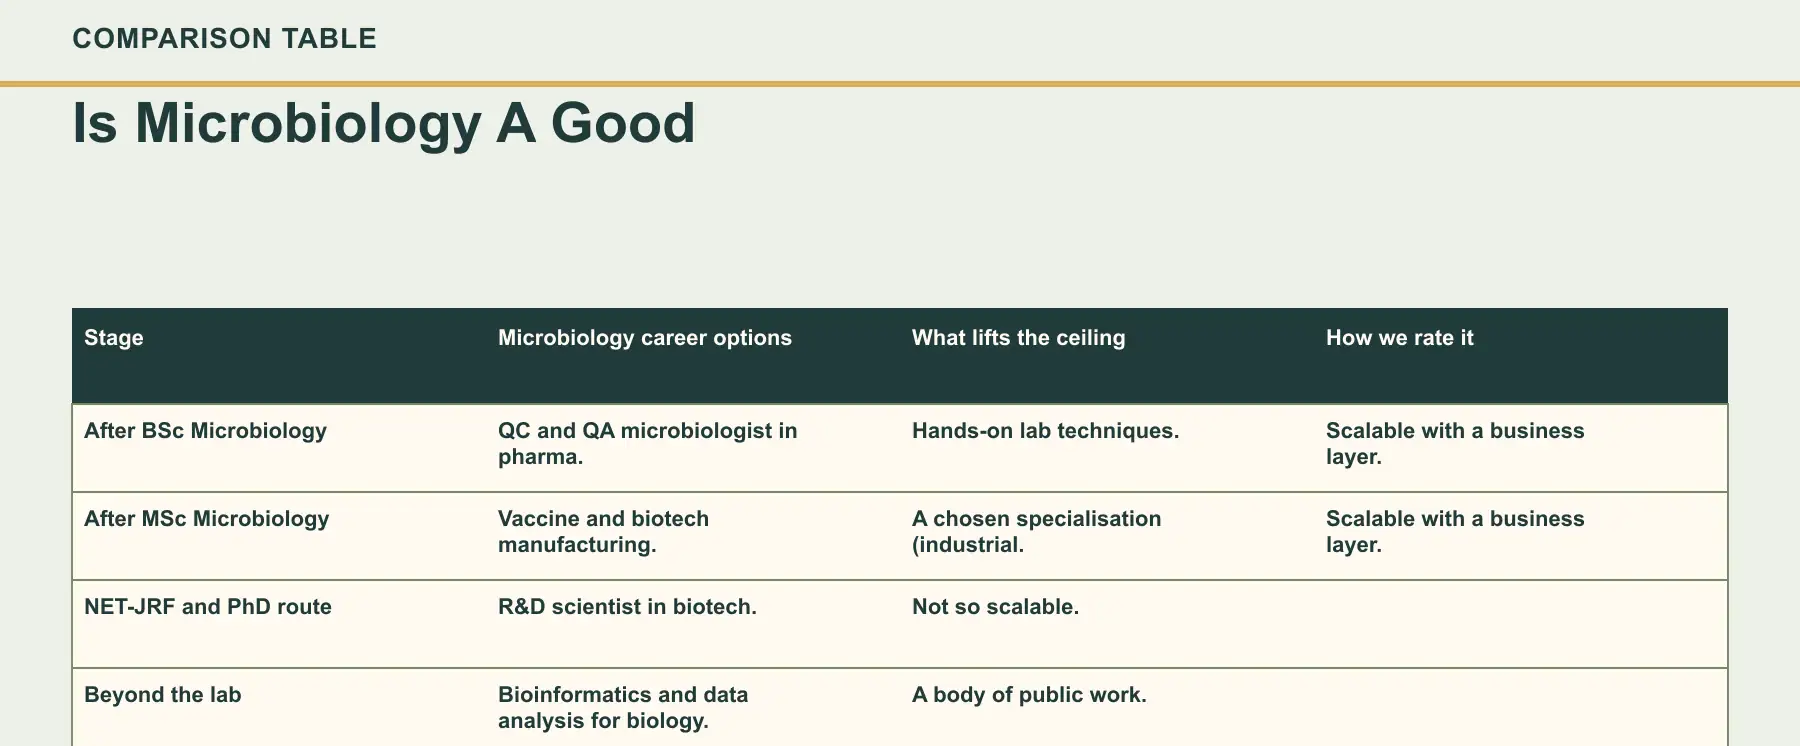 COMPARISON TABLE
Is Microbiology A Good
Stage
Microbiology career options
What lifts the ceiling
How we rate it
After BSc Microbiology
QC and QA microbiologist in
pharma.
Hands-on lab techniques.
Scalable with a business
layer.
After MSc Microbiology
Vaccine and biotech
manufacturing.
A chosen specialisation
(industrial.
Scalable with a business
layer.
NET-JRF and PhD route
R&D scientist in biotech.
Not so scalable.
Beyond the lab
Bioinformatics and data
analysis for biology.
A body of public work.